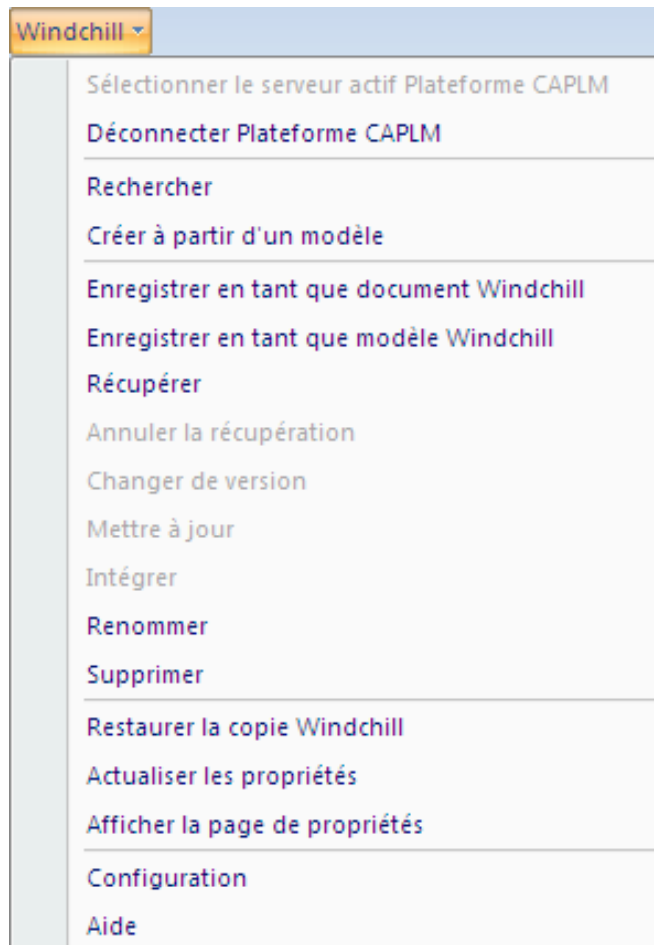 Windchill
Sélectionner le serveur actif Plateforme CAPLM
Déconnecter Plateforme CAPLM
Rechercher
Créer à partir d'un modèle
Enregistrer en tant que document Windchill
Enregistrer en tant que modèle Windchill
Récupérer
Annuler la récupération
Changer de version
Mettre à jour
Intégrer
Renommer
Supprimer
Restaurer la copie Windchill
Actualiser les propriétés
Afficher la page de propriétés
Configuration
Aide